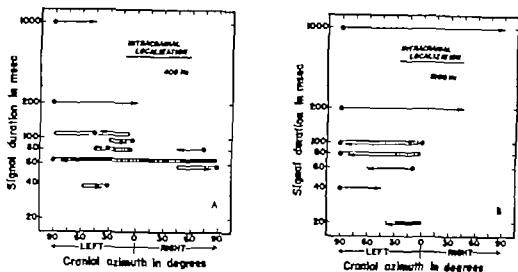 1000
INTRACRANIAL
LOCALIZATION
400 Hz
200
100
80
60
40
20
Signal duration in msec
A
90 60 30 0 30 60 90
LEFT RIGHT
Cranial azimuth in degrees
1000
INTRACRANIAL
LOCALIZATION
200
100
80
60
40
20
Signal duration in msec
B
90 60 30 0 30 60 90
LEFT RIGHT
Cranial azimuth in degrees